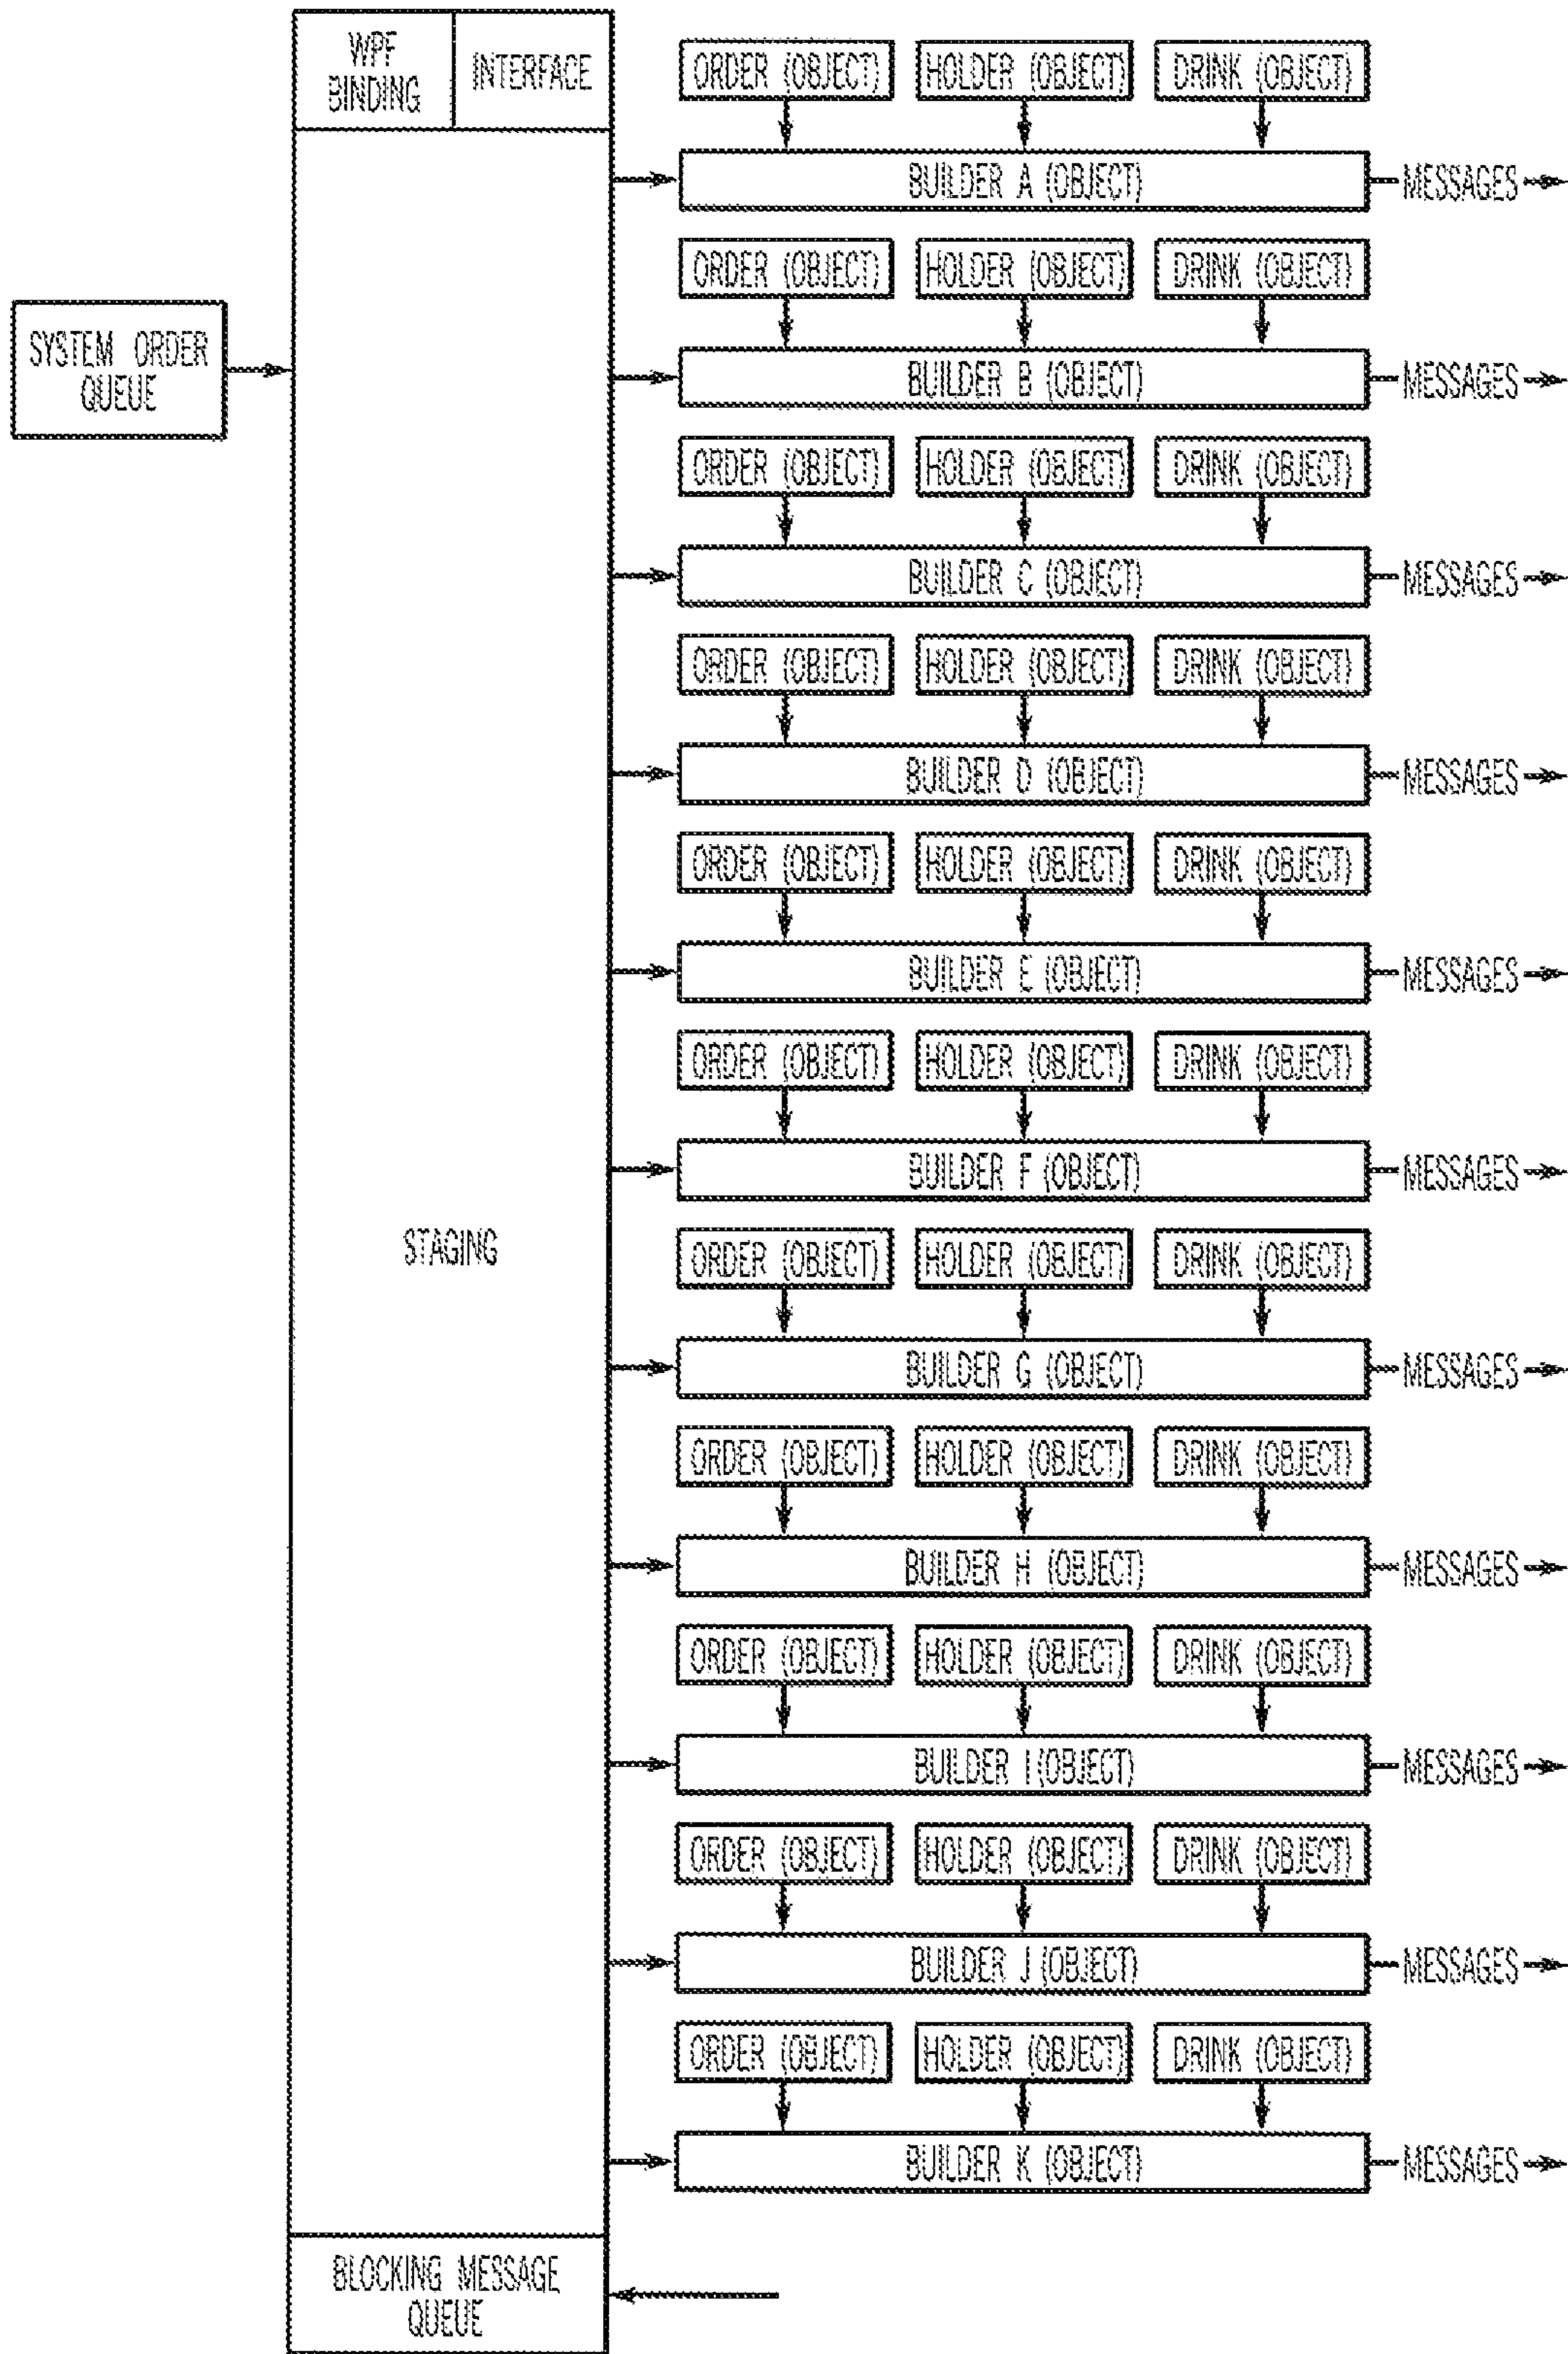 WPF
BINDING
INTERFACE
ORDER (OBJECT)
HOLDER (OBJECT)
DRINK (OBJECT)
BUILDER A (OBJECT)
MESSAGES
ORDER (OBJECT)
HOLDER (OBJECT)
DRINK (OBJECT)
SYSTEM ORDER
QUEUE
BUILDER B (OBJECT)
MESSAGES
ORDER (OBJECT)
HOLDER (OBJECT)
DRINK (OBJECT)
BUILDER C (OBJECT)
MESSAGES
ORDER (OBJECT)
HOLDER (OBJECT)
DRINK (OBJECT)
BUILDER D (OBJECT)
MESSAGES
ORDER (OBJECT)
HOLDER (OBJECT)
DRINK (OBJECT)
BUILDER E (OBJECT)
MESSAGES
ORDER (OBJECT)
HOLDER (OBJECT)
DRINK (OBJECT)
BUILDER F (OBJECT)
MESSAGES
STAGING
ORDER (OBJECT)
HOLDER (OBJECT)
DRINK (OBJECT)
BUILDER G (OBJECT)
MESSAGES
ORDER (OBJECT)
HOLDER (OBJECT)
DRINK (OBJECT)
BUILDER H (OBJECT)
MESSAGES
ORDER (OBJECT)
HOLDER (OBJECT)
DRINK (OBJECT)
BUILDER I (OBJECT)
MESSAGES
ORDER (OBJECT)
HOLDER (OBJECT)
DRINK (OBJECT)
BUILDER J (OBJECT)
MESSAGES
ORDER (OBJECT)
HOLDER (OBJECT)
DRINK (OBJECT)
BUILDER K (OBJECT)
MESSAGES
BLOCKING MESSAGE
QUEUE